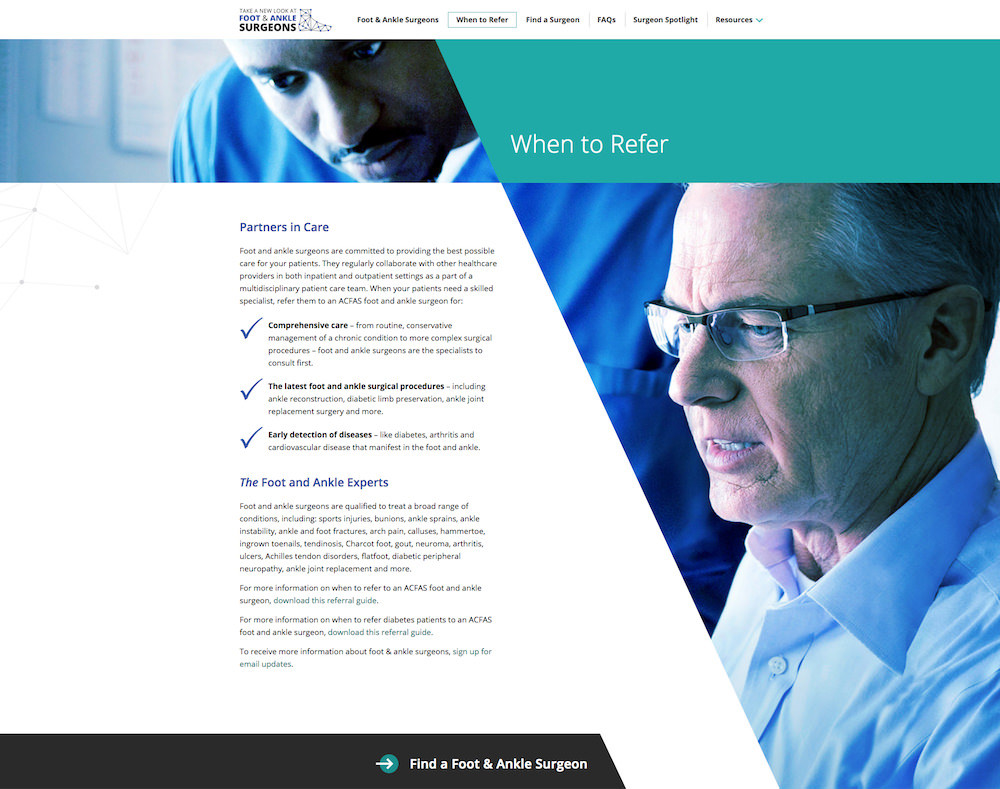 TAKE A NEW LOOK AT
FOOT & ANKLE
SURGEONS
Foot & Ankle Surgeons
When to Refer
Find a Surgeon
FAQs
Surgeon Spotlight
Resources
When to Refer
Partners in Care
Foot and ankle surgeons are committed to providing the best possible
care for your patients. They regularly collaborate with other healthcare
providers in both inpatient and outpatient settings as a part of a
multidisciplinary patient care team. When your patients need a skilled
specialist, refer them to an ACFAS foot and ankle surgeon for:
Comprehensive care – from routine, conservative
management of a chronic condition to more complex surgical
procedures – foot and ankle surgeons are the specialists to
consult first.
The latest foot and ankle surgical procedures – including
ankle reconstruction, diabetic limb preservation, ankle joint
replacement surgery and more.
Early detection of diseases – like diabetes, arthritis and
cardiovascular disease that manifest in the foot and ankle.
The Foot and Ankle Experts
Foot and ankle surgeons are qualified to treat a broad range of
conditions, including: sports injuries, bunions, ankle sprains, ankle
instability, ankle and foot fractures, arch pain, calluses, hammertoe,
ingrown toenails, tendinosis, Charcot foot, gout, neuroma, arthritis,
ulcers, Achilles tendon disorders, flatfoot, diabetic peripheral
neuropathy, ankle joint replacement and more.
For more information on when to refer to an ACFAS foot and ankle
surgeon, download this referral guide.
For more information on when to refer diabetes patients to an ACFAS
foot and ankle surgeon, download this referral guide.
To receive more information about foot & ankle surgeons, sign up for
email updates.
Find a Foot & Ankle Surgeon